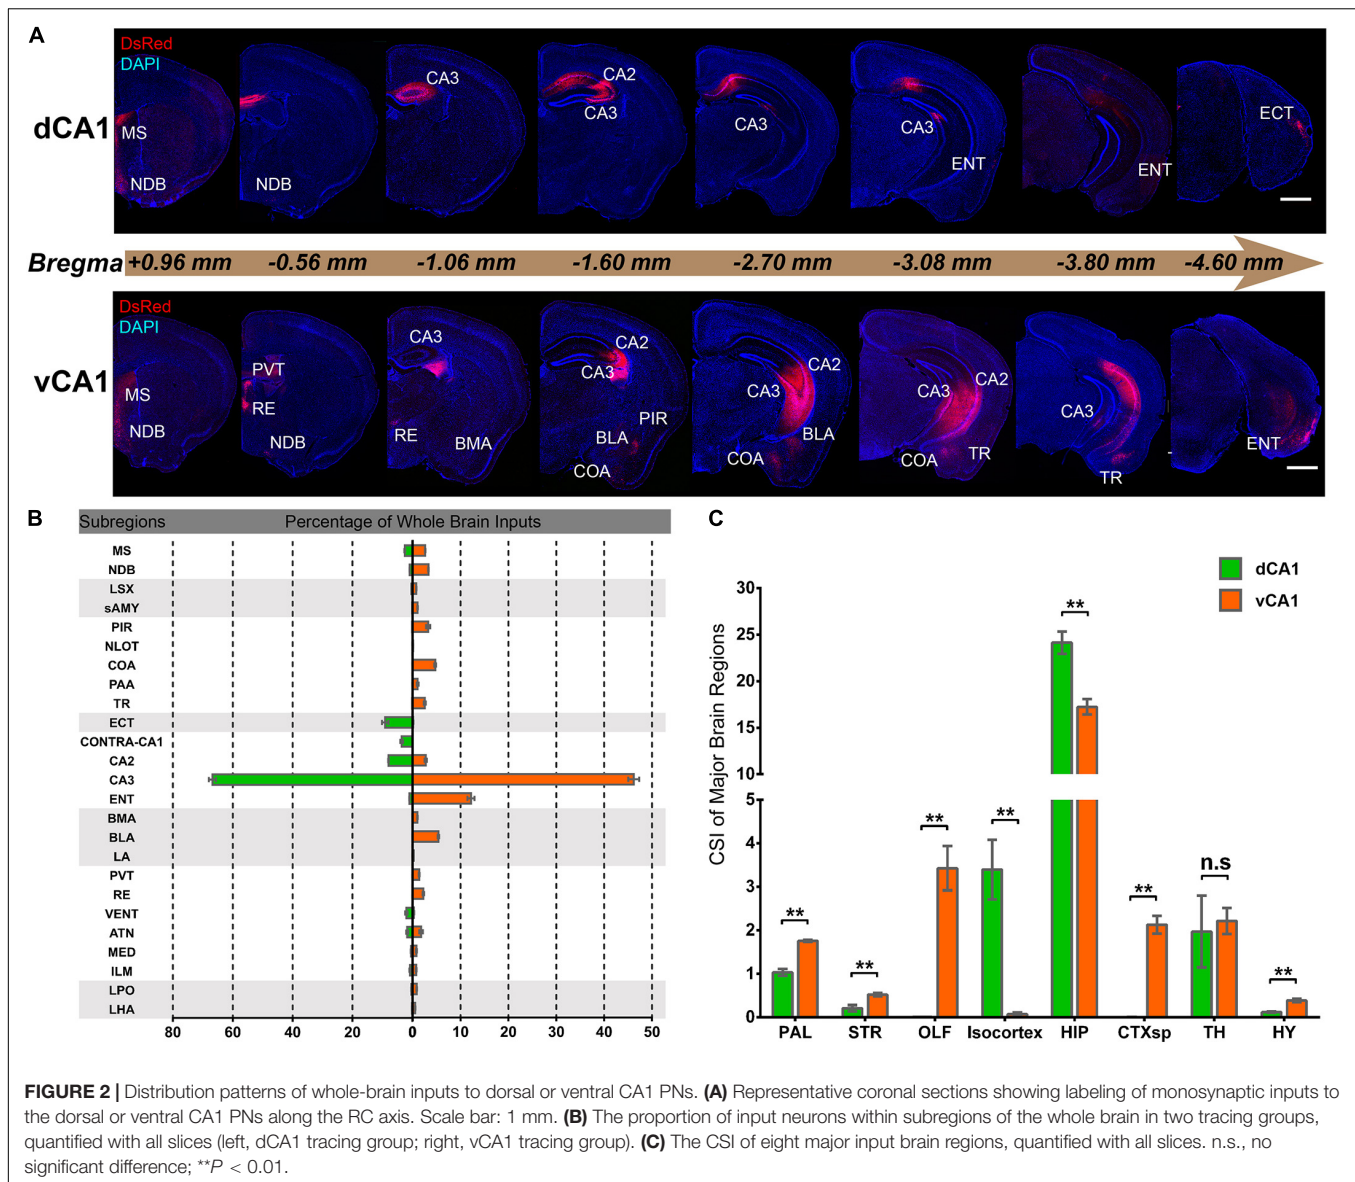 A
DsRed
DAPI
dCA1
MS
NDB
NDB
CA3
CA2
CA3
CA3
CA3
ENT
ENT
ECT
Bregma +0.96 mm -0.56 mm -1.06 mm -1.60 mm -2.70 mm -3.08 mm -3.80 mm -4.60 mm
DsRed
DAPI
vCA1
MS
NDB
PVT
RE
NDB
CA3
RE
BMA
CA2
CA3
PIR
BLA
COA
CA2
CA3
BLA
COA
CA3
CA2
COA
TR
CA3
TR
ENT
B
Subregions Percentage of Whole Brain Inputs
MS
NDB
LSX
sAMY
PIR
NLOT
COA
PAA
TR
ECT
CONTRA-CA1
CA2
CA3
ENT
BMA
BLA
LA
PVT
RE
VENT
ATN
MED
ILM
LPO
LHA
80 60 40 20 0 10 20 30 40 50
C
dCA1
vCA1
CSI of Major Brain Regions
30
25
20
15
10
5
4
3
2
1
0
** ** ** ** ** ** n.s **
PAL STR OLF Isocortex HIP CTXsp TH HY
FIGURE 2 | Distribution patterns of whole-brain inputs to dorsal or ventral CA1 PNs. (A) Representative coronal sections showing labeling of monosynaptic inputs to
the dorsal or ventral CA1 PNs along the RC axis. Scale bar: 1 mm. (B) The proportion of input neurons within subregions of the whole brain in two tracing groups,
quantified with all slices (left, dCA1 tracing group; right, vCA1 tracing group). (C) The CSI of eight major input brain regions, quantified with all slices. n.s., no
significant difference; **P < 0.01.